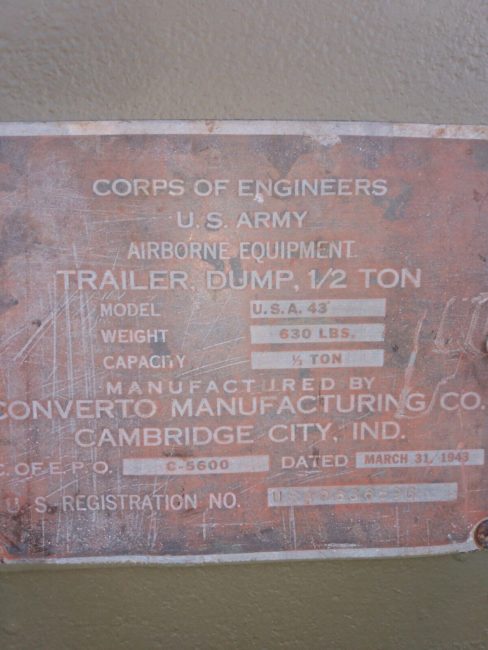 CORPS OF ENGINEERS
U.S. ARMY
AIRBORNE EQUIPMENT
TRAILER, DUMP, 1/2 TON
MODEL U.S.A. 43
WEIGHT 630 LBS.
CAPACITY ½ TON
MANUFACTURED BY
CONVERTO MANUFACTURING CO.
CAMBRIDGE CITY, IND.
C. OF E. P. O. C-5600 DATED MARCH 31, 1943
U.S. REGISTRATION NO.